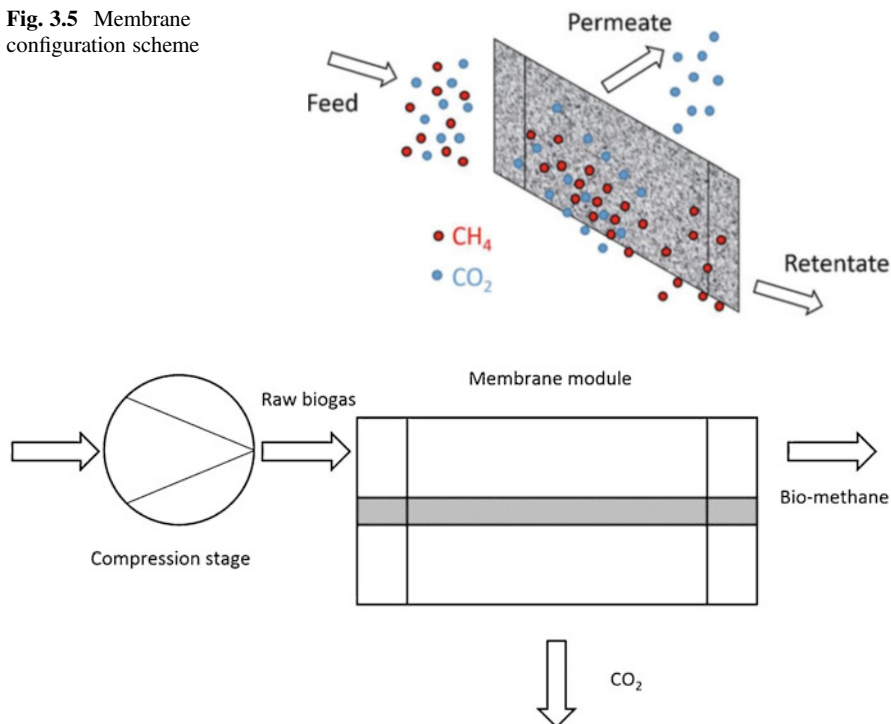 Fig. 3.5 Membrane
configuration scheme
Permeate
Feed
CH₄
CO₂
Retentate
Membrane module
Raw biogas
Bio-methane
Compression stage
CO₂